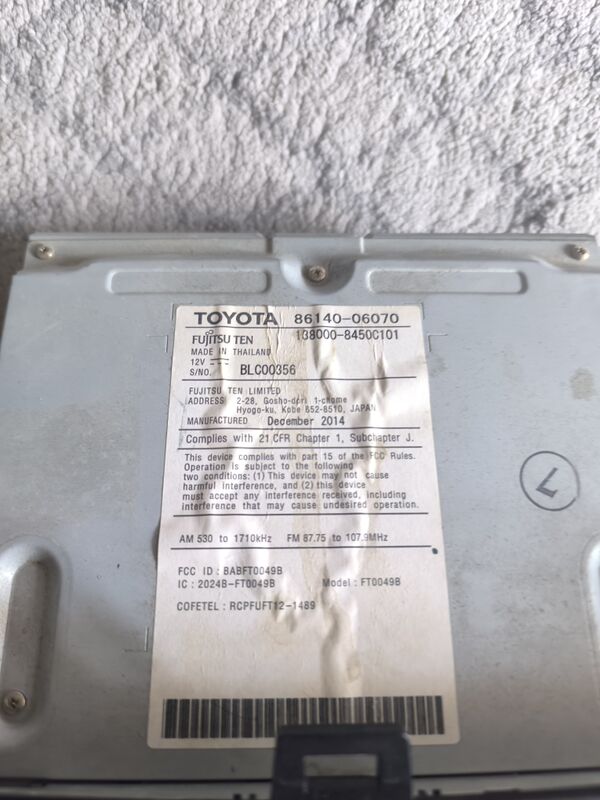 TOYOTA 86140-06070
FUJITSU TEN 138000-8450C101
MADE IN THAILAND
12V
S/NO. BLC00356
FUJITSU TEN LIMITED
ADDRESS 2-28, Gosho-dori 1-chome
Hyogo-ku, Kobe 652-8510, JAPAN
MANUFACTURED December 2014
Complies with 21 CFR Chapter 1, Subchapter J.
This device complies with part 15 of the FCC Rules.
Operation is subject to the following
two conditions: (1) This device may not cause
harmful interference, and (2) this device
must accept any interference received, including
interference that may cause undesired operation.
AM 530 to 1710kHz FM 87.75 to 107.9MHz
FCC ID : BABFT0049B
IC : 2024B-FT0049B Model : FT0049B
COFETEL : RCPFUFT12-1489